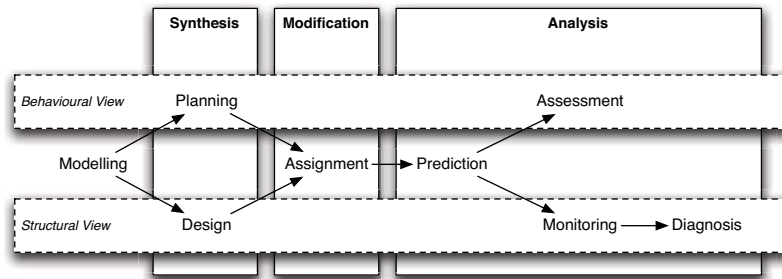 Synthesis Modification Analysis
Behavioural View Planning Assessment
Modelling Assignment Prediction
Structural View Design Monitoring Diagnosis